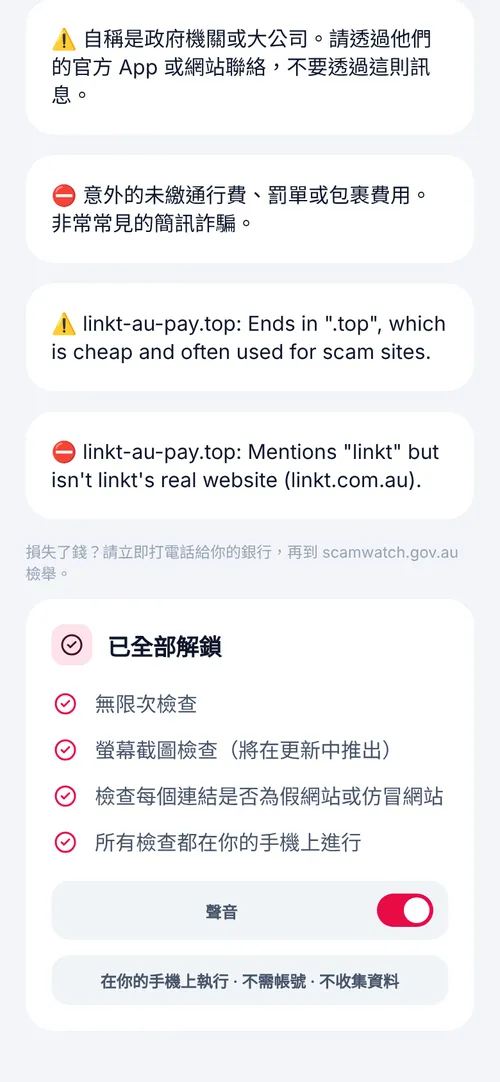 ⚠️ 自稱是政府機關或大公司。請透過他們
的官方 App 或網站聯絡，不要透過這則訊
息。
⛔ 意外的未繳通行費、罰單或包裹費用。
非常常見的簡訊詐騙。
⚠️ linkt-au-pay.top: Ends in ".top", which
is cheap and often used for scam sites.
⛔ linkt-au-pay.top: Mentions "linkt" but
isn't linkt's real website (linkt.com.au).
損失了錢？請立即打電話給你的銀行，再到 scamwatch.gov.au
檢舉。
已全部解鎖
無限次檢查
螢幕截圖檢查（將在更新中推出）
檢查每個連結是否為假網站或仿冒網站
所有檢查都在你的手機上進行
聲音
在你的手機上執行 · 不需帳號 · 不收集資料